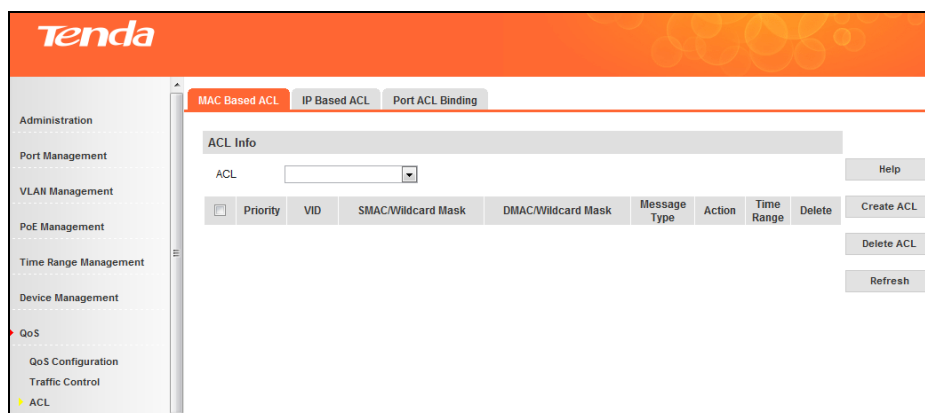 Tenda
MAC Based ACL IP Based ACL Port ACL Binding
Administration
Port Management
VLAN Management
PoE Management
Time Range Management
Device Management
QoS
QoS Configuration
Traffic Control
ACL
ACL Info
ACL
Priority VID SMAC/Wildcard Mask DMAC/Wildcard Mask Message Type Action Time Range Delete
Help
Create ACL
Delete ACL
Refresh